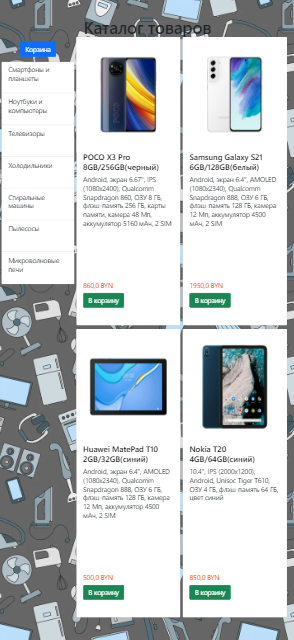 Каталог товаров
Корзина
Смартфоны и
планшеты
Ноутбуки и
компьютеры
Телевизоры
Холодильники
Стиральные
машины
Пылесосы
Микроволновые
печи
POCO X3 Pro
8GB/256GB(черный)
Android, экран 6.67", IPS
(1080x2400), Qualcomm
Snapdragon 860, ОЗУ 8 ГБ,
флэш-память 256 ГБ, карты
памяти, камера 48 Мп,
аккумулятор 5160 мАч, 2 SIM
860,0 BYN
В корзину
Samsung Galaxy S21
6GB/128GB(белый)
Android, экран 6.4", AMOLED
(1080x2340), Qualcomm
Snapdragon 888, ОЗУ 6 ГБ,
флэш-память 128 ГБ, камера
12 Мп, аккумулятор 4500
мАч, 2 SIM
1950,0 BYN
В корзину
Huawei MatePad T10
2GB/32GB(синий)
Android, экран 6.4", AMOLED
(1080x2340), Qualcomm
Snapdragon 888, ОЗУ 6 ГБ,
флэш-память 128 ГБ, камера
12 Мп, аккумулятор 4500
мАч, 2 SIM
500,0 BYN
В корзину
Nokia T20
4GB/64GB(синий)
10.4", IPS (2000x1200),
Android, Unisoc Tiger T610,
ОЗУ 4 ГБ, флэш-память 64 ГБ,
цвет синий
850,0 BYN
В корзину